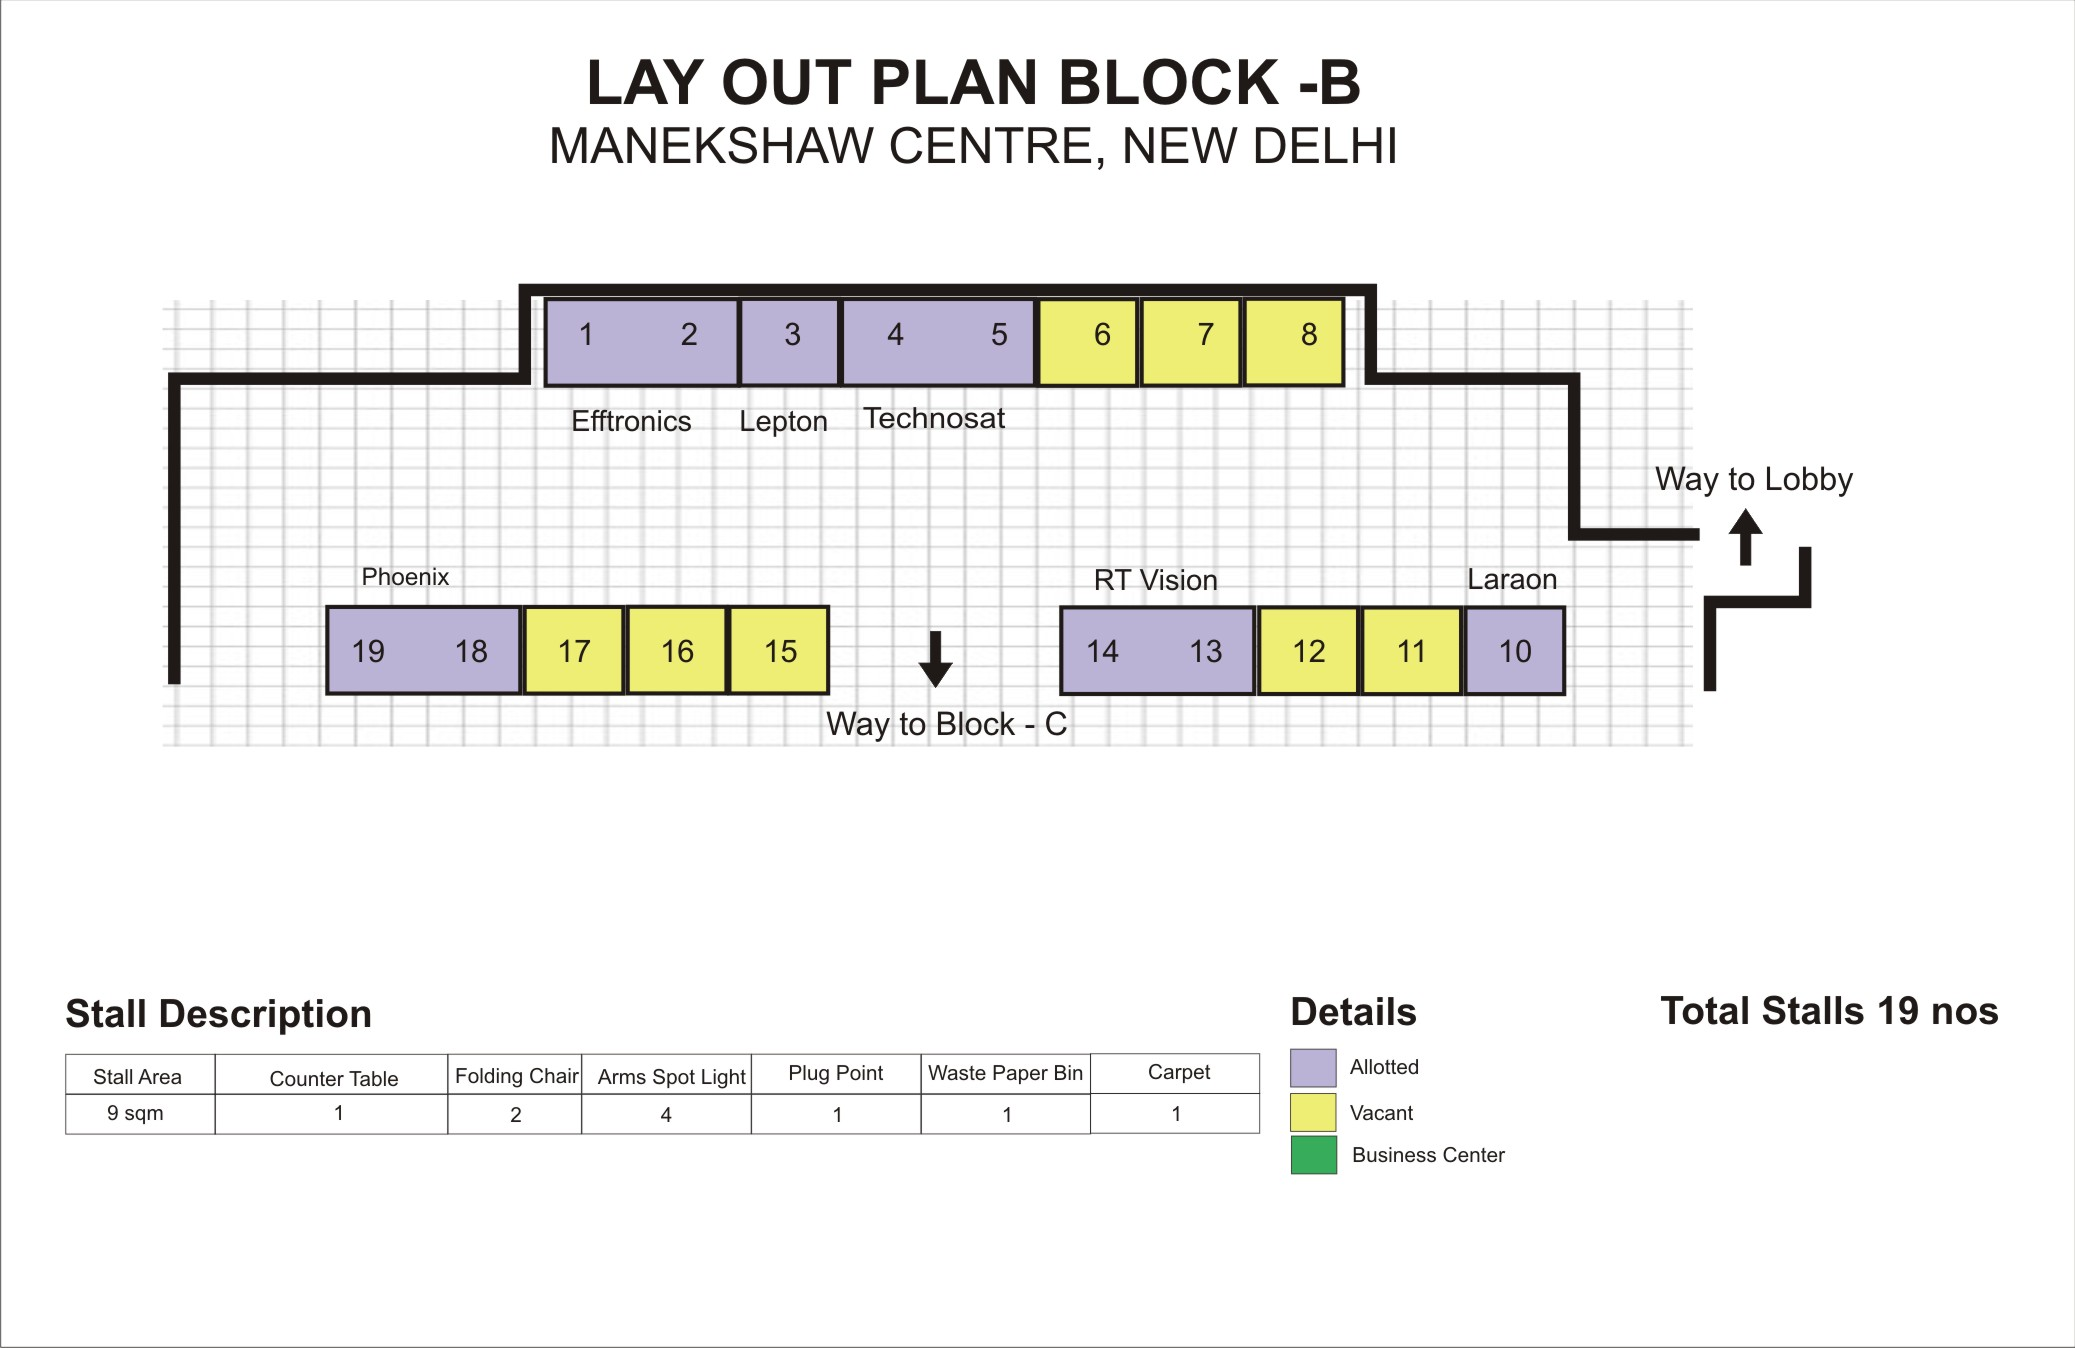 LAY OUT PLAN BLOCK -B
MANEKSHAW CENTRE, NEW DELHI
1 2 3 4 5 6 7 8
Efftronics Lepton Technosat
Way to Lobby
Phoenix RT Vision Laraon
19 18 17 16 15 14 13 12 11 10
Way to Block - C
Stall Description
Stall Area Counter Table Folding Chair Arms Spot Light Plug Point Waste Paper Bin Carpet
9 sqm 1 2 4 1 1 1
Details
Allotted
Vacant
Business Center
Total Stalls 19 nos